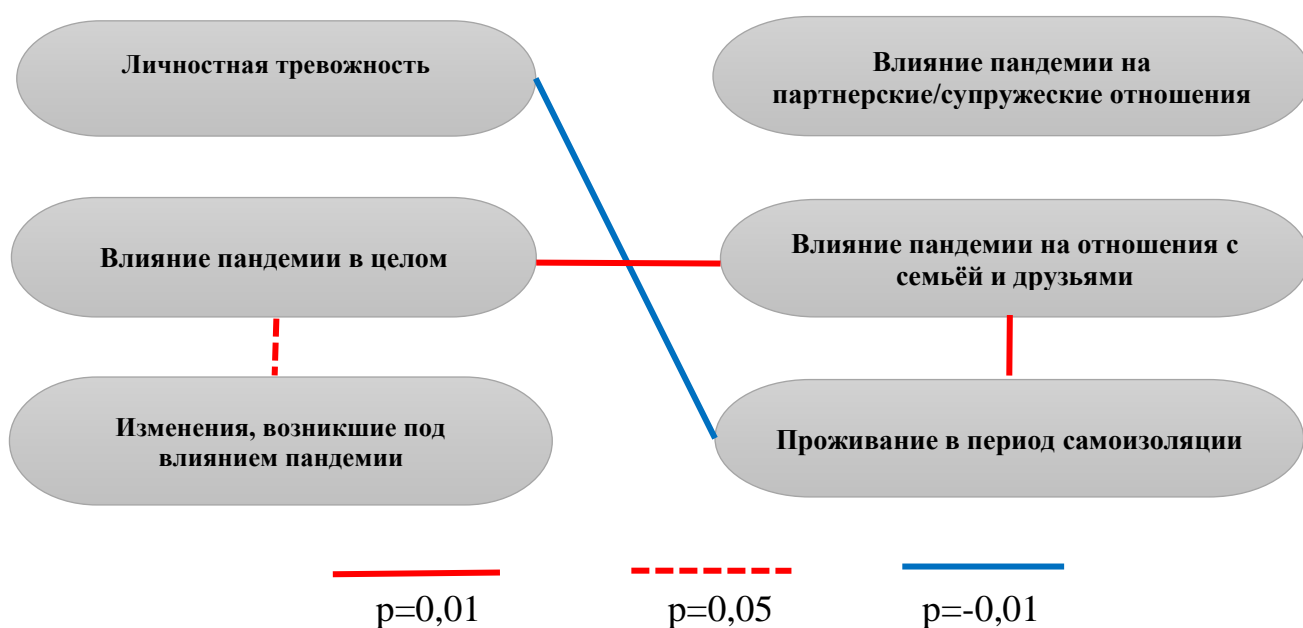 Личностная тревожность
Влияние пандемии на
партнерские/супружеские отношения
Влияние пандемии в целом
Влияние пандемии на отношения с
семьёй и друзьями
Изменения, возникшие под
влиянием пандемии
Проживание в период самоизоляции
p=0,01
p=0,05
p=-0,01